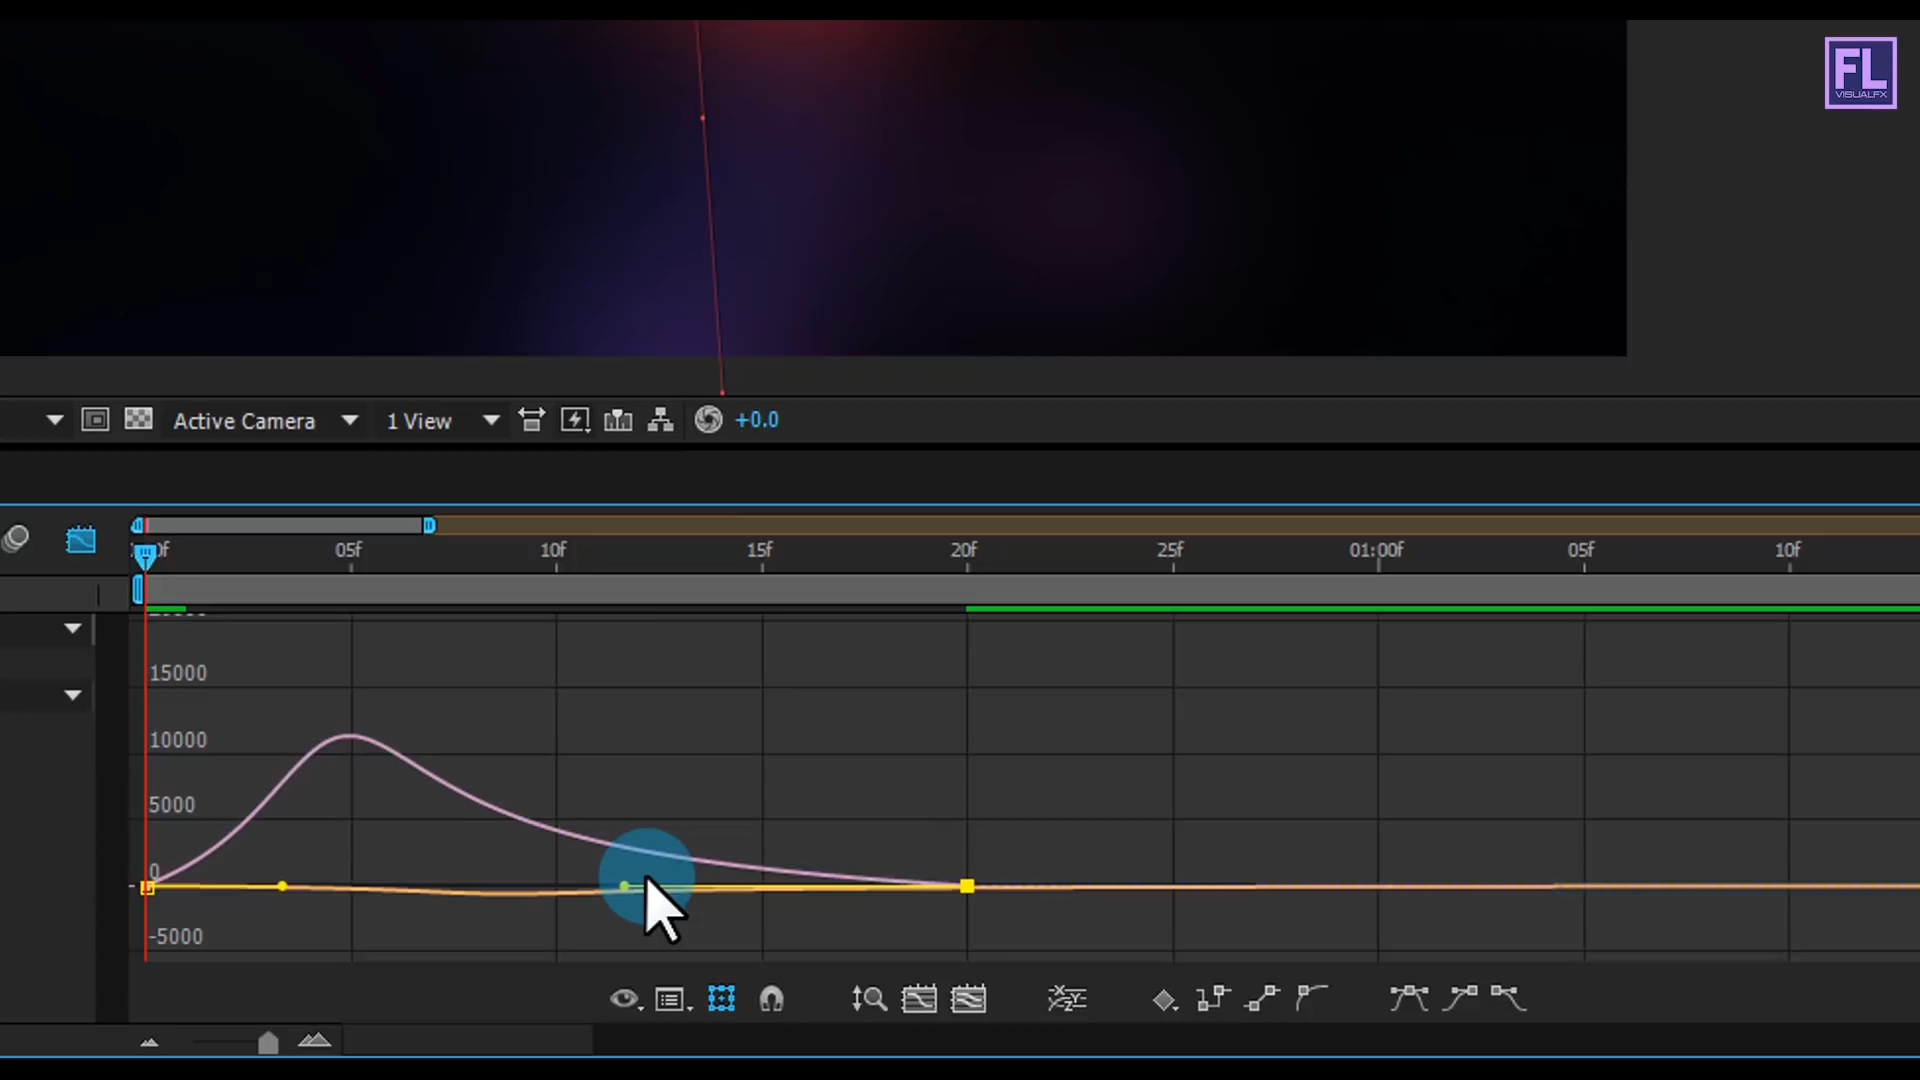 FL
VISUALFX
Active Camera
1 View
+0.0
05f
10f
15f
20f
25f
01:00f
05f
10f
15000
10000
5000
0
-5000